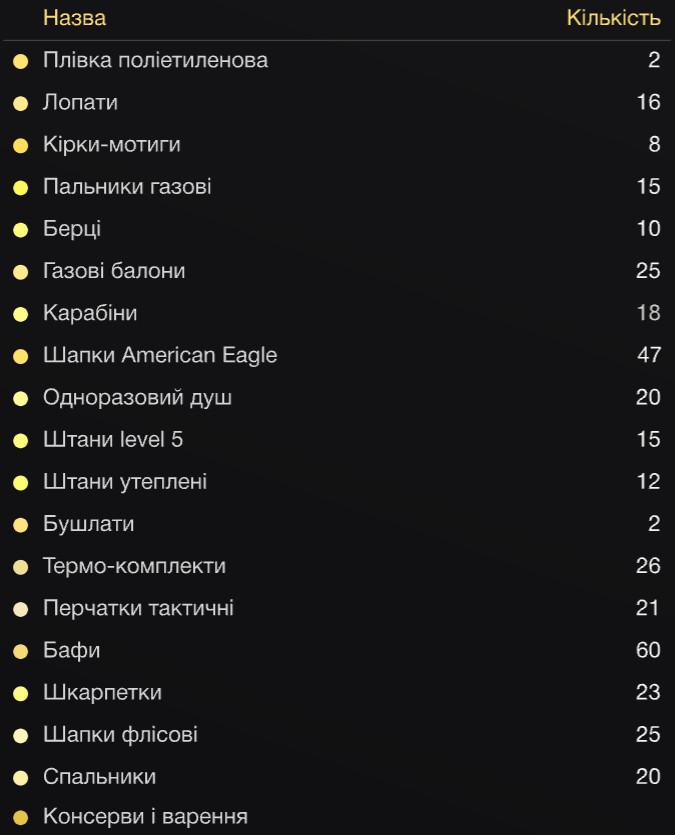 Назва Кількість
Плівка поліетиленова 2
Лопати 16
Кірки-мотиги 8
Пальники газові 15
Берці 10
Газові балони 25
Карабіни 18
Шапки American Eagle 47
Одноразовий душ 20
Штани level 5 15
Штани утеплені 12
Бушлати 2
Термо-комплекти 26
Перчатки тактичні 21
Бафи 60
Шкарпетки 23
Шапки флісові 25
Спальники 20
Консерви і варення